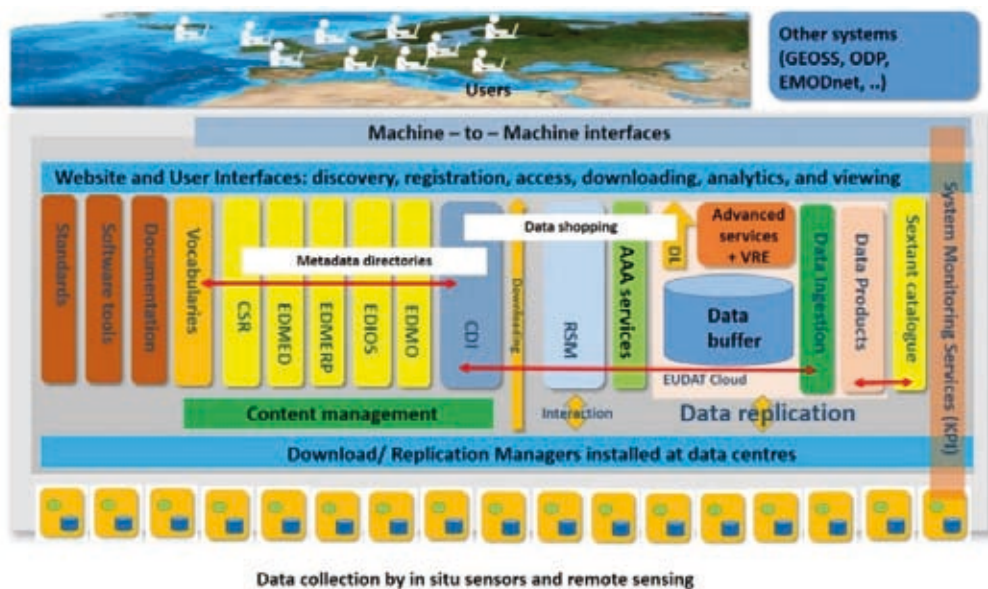 Users
Other systems
(GEOSS, ODP,
EMODnet, ..)
Machine – to – Machine interfaces
Website and User Interfaces: discovery, registration, access, downloading, analytics, and viewing
Standards
Software tools
Documentation
Vocabularies
Metadata directories
CSR
EDMED
EDMERP
EDIOS
EDMO
CDI
Data shopping
Downloading
RSM
AAA services
DL
Advanced
services
+ VRE
Data
buffer
EUDAT Cloud
Data Ingestion
Data Products
Sextant catalogue
System Monitoring Services (KPI)
Content management
Interaction
Data replication
Download/ Replication Managers installed at data centres
Data collection by in situ sensors and remote sensing